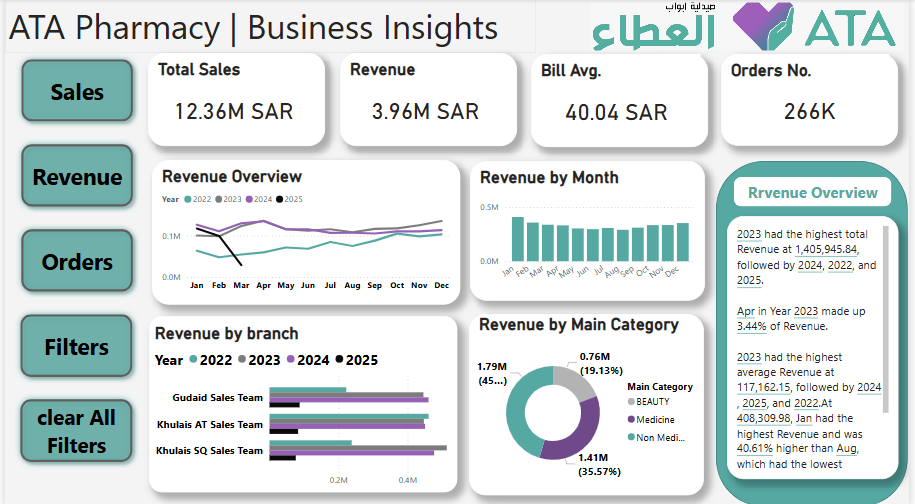 ATA Pharmacy | Business Insights
صيدلية ابواب
العطاء
ATA
Sales
Revenue
Orders
Filters
clear All
Filters
Total Sales
12.36M SAR
Revenue
3.96M SAR
Bill Avg.
40.04 SAR
Orders No.
266K
Revenue Overview
Year 2022 2023 2024 2025
0.1M
0.0M
Jan Feb Mar Apr May Jun Jul Aug Sep Oct Nov Dec
Revenue by Month
0.5M
0.0M
Jan Feb Mar Apr May Jun Jul Aug Sep Oct Nov Dec
Revenue by branch
Year 2022 2023 2024 2025
Gudaid Sales Team
Khulais AT Sales Team
Khulais SQ Sales Team
0.2M 0.4M
Revenue by Main Category
1.79M
(45...)
0.76M
(19.13%)
1.41M
(35.57%)
Main Category
BEAUTY
Medicine
Non Medi...
Rrvenue Overview
2023 had the highest total
Revenue at 1,405,945.84,
followed by 2024, 2022, and
2025.
Apr in Year 2023 made up
3.44% of Revenue.
2023 had the highest
average Revenue at
117,162.15, followed by 2024
, 2025, and 2022.At
408,309.98, Jan had the
highest Revenue and was
40.61% higher than Aug,
which had the lowest